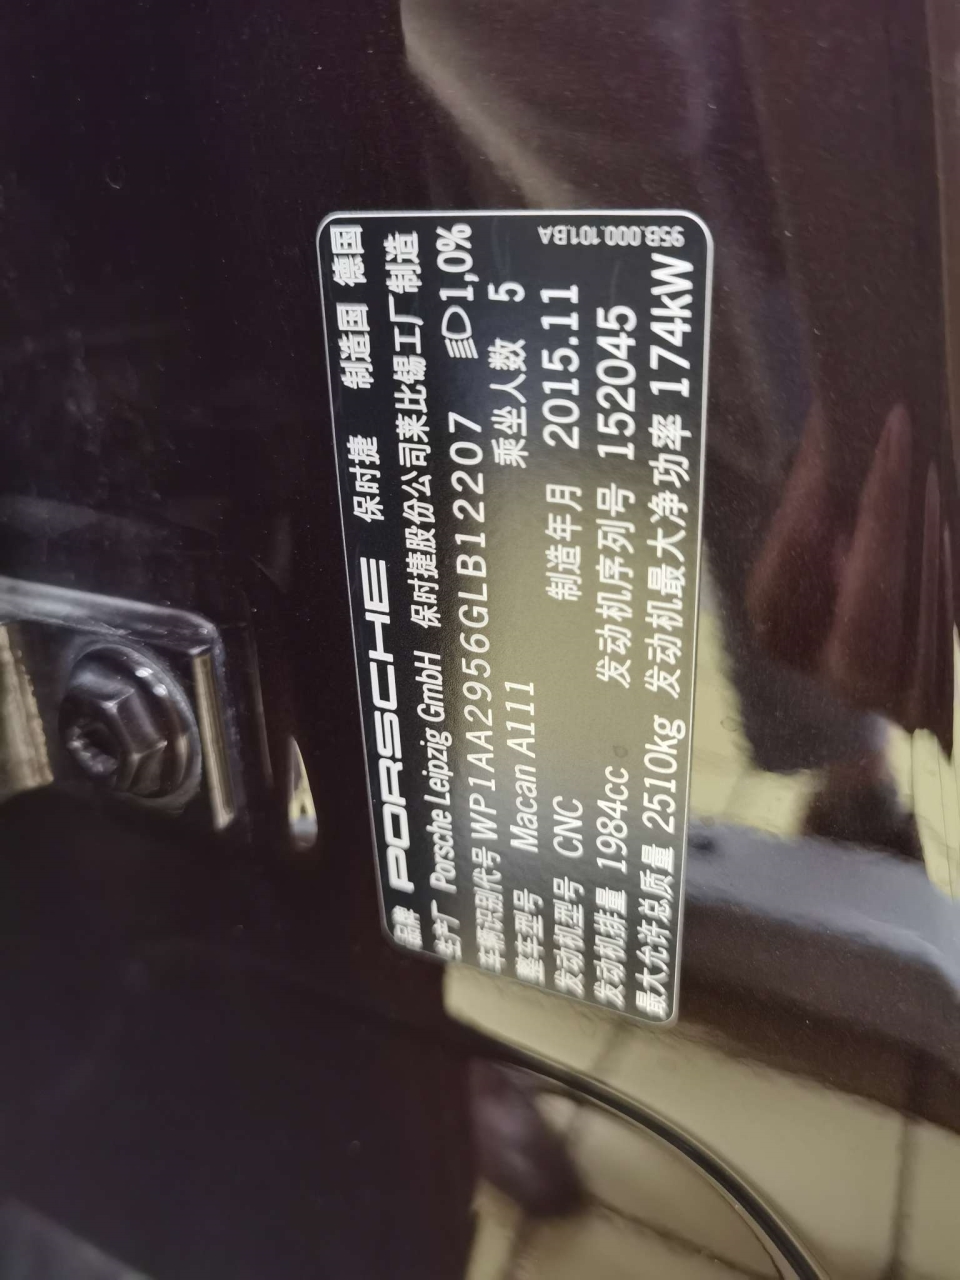 品牌 PORSCHE 保时捷 制造国 德国
生产厂 Porsche Leipzig GmbH 保时捷股份公司莱比锡工厂制造
车辆识别代号 WP1AA2956GLB12207 1,0%
整车型号 Macan A111 乘坐人数 5
发动机型号 CNC 制造年月 2015.11
发动机排量 1984cc 发动机序列号 152045
最大允许总质量 2510kg 发动机最大净功率 174kW
95B.000.101.BA